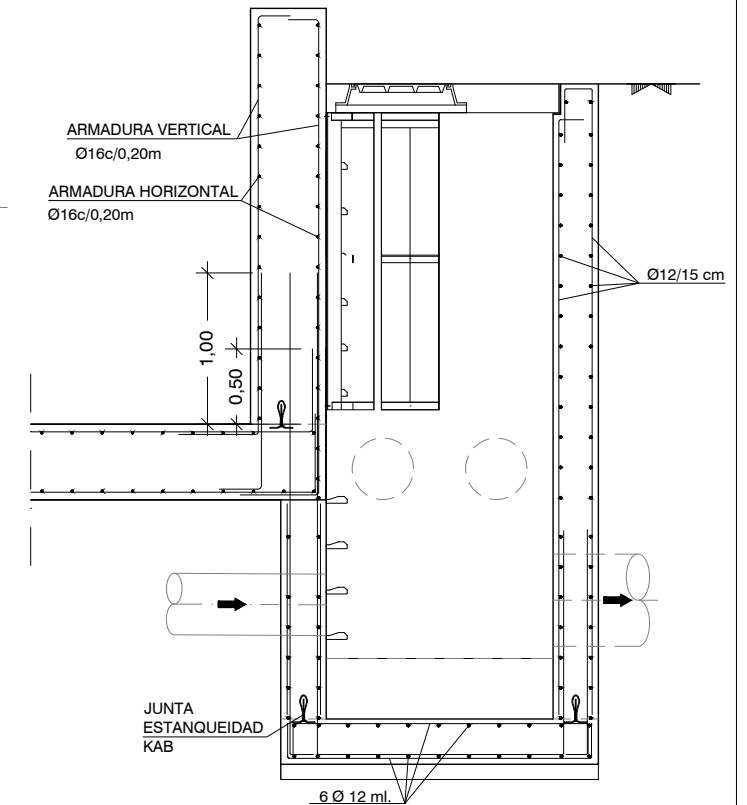 ARMADURA VERTICAL
Ø16c/0,20m
ARMADURA HORIZONTAL
Ø16c/0,20m
Ø12/15 cm
1,00
0,50
JUNTA
ESTANQUEIDAD
KAB
6 Ø 12 ml.